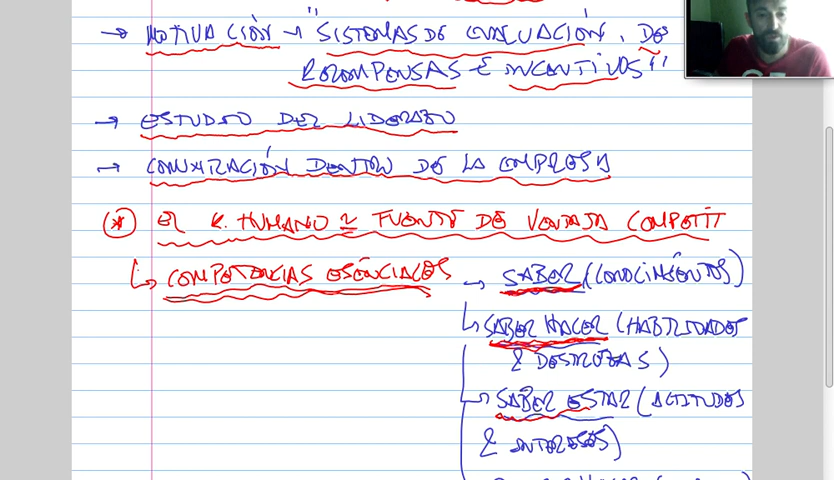 → MOTIVACIÓN → "SISTEMAS DE EVALUACIÓN, DE
RECOMPENSAS E INCENTIVOS"
→ ESTUDIO DEL LIDERAZO
→ COMUNICACIÓN DENTRO DE LA EMPRESA
(*) EL K. HUMANO ≃ FUENTE DE VENTAJA COMPETIT
↳ COMPETENCIAS ESENCIALES → SABER (CONOCIMIENTOS)
↳ SABER HACER (HABILIDADES
& DESTREZAS)
↳ SABER ESTAR (ACTITUDES
& INTERESES)